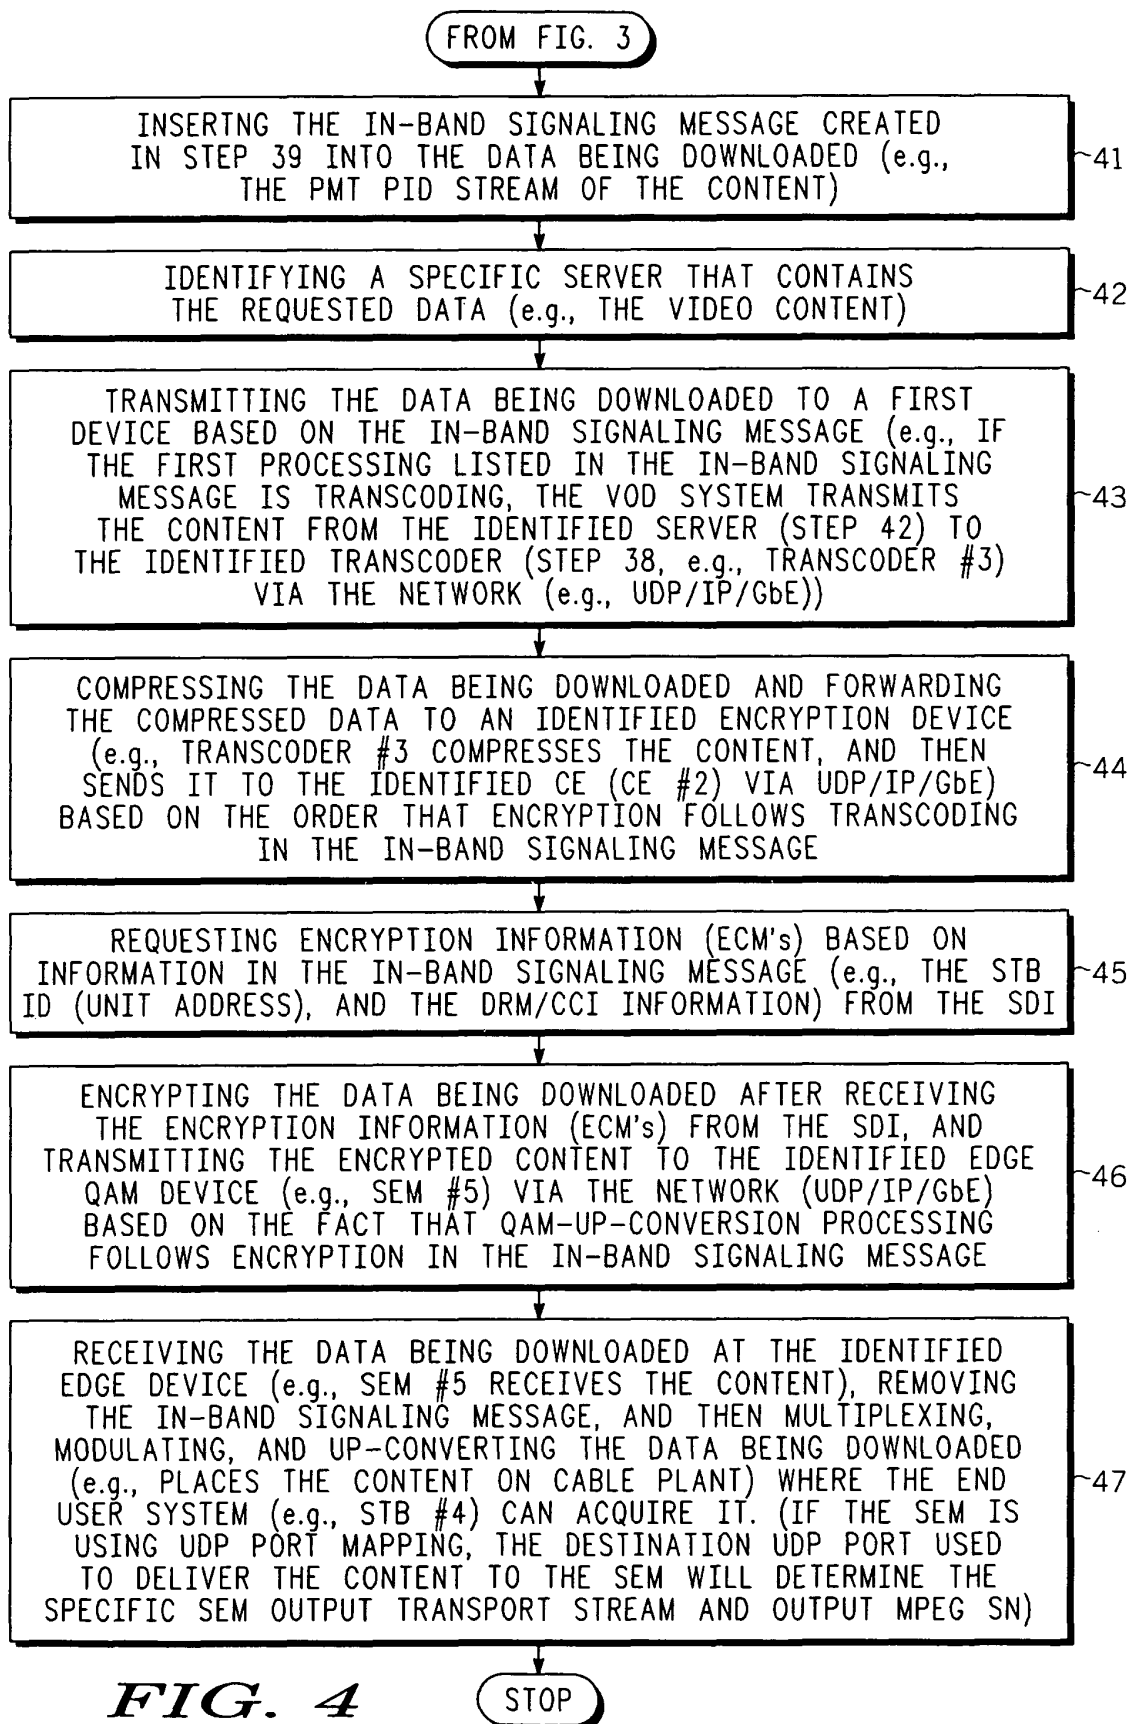 FROM FIG. 3
INSERTNG THE IN-BAND SIGNALING MESSAGE CREATED
IN STEP 39 INTO THE DATA BEING DOWNLOADED (e.g.,
THE PMT PID STREAM OF THE CONTENT)
41
IDENTIFYING A SPECIFIC SERVER THAT CONTAINS
THE REQUESTED DATA (e.g., THE VIDEO CONTENT)
42
TRANSMITTING THE DATA BEING DOWNLOADED TO A FIRST
DEVICE BASED ON THE IN-BAND SIGNALING MESSAGE (e.g., IF
THE FIRST PROCESSING LISTED IN THE IN-BAND SIGNALING
MESSAGE IS TRANSCODING, THE VOD SYSTEM TRANSMITS
THE CONTENT FROM THE IDENTIFIED SERVER (STEP 42) TO
THE IDENTIFIED TRANSCODER (STEP 38, e.g., TRANSCODER #3)
VIA THE NETWORK (e.g., UDP/IP/GbE))
43
COMPRESSING THE DATA BEING DOWNLOADED AND FORWARDING
THE COMPRESSED DATA TO AN IDENTIFIED ENCRYPTION DEVICE
(e.g., TRANSCODER #3 COMPRESSES THE CONTENT, AND THEN
SENDS IT TO THE IDENTIFIED CE (CE #2) VIA UDP/IP/GbE)
BASED ON THE ORDER THAT ENCRYPTION FOLLOWS TRANSCODING
IN THE IN-BAND SIGNALING MESSAGE
44
REQUESTING ENCRYPTION INFORMATION (ECM's) BASED ON
INFORMATION IN THE IN-BAND SIGNALING MESSAGE (e.g., THE STB
ID (UNIT ADDRESS), AND THE DRM/CCI INFORMATION) FROM THE SDI
45
ENCRYPTING THE DATA BEING DOWNLOADED AFTER RECEIVING
THE ENCRYPTION INFORMATION (ECM's) FROM THE SDI, AND
TRANSMITTING THE ENCRYPTED CONTENT TO THE IDENTIFIED EDGE
QAM DEVICE (e.g., SEM #5) VIA THE NETWORK (UDP/IP/GbE)
BASED ON THE FACT THAT QAM-UP-CONVERSION PROCESSING
FOLLOWS ENCRYPTION IN THE IN-BAND SIGNALING MESSAGE
46
RECEIVING THE DATA BEING DOWNLOADED AT THE IDENTIFIED
EDGE DEVICE (e.g., SEM #5 RECEIVES THE CONTENT), REMOVING
THE IN-BAND SIGNALING MESSAGE, AND THEN MULTIPLEXING,
MODULATING, AND UP-CONVERTING THE DATA BEING DOWNLOADED
(e.g., PLACES THE CONTENT ON CABLE PLANT) WHERE THE END
USER SYSTEM (e.g., STB #4) CAN ACQUIRE IT. (IF THE SEM IS
USING UDP PORT MAPPING, THE DESTINATION UDP PORT USED
TO DELIVER THE CONTENT TO THE SEM WILL DETERMINE THE
SPECIFIC SEM OUTPUT TRANSPORT STREAM AND OUTPUT MPEG SN)
47
STOP
FIG. 4